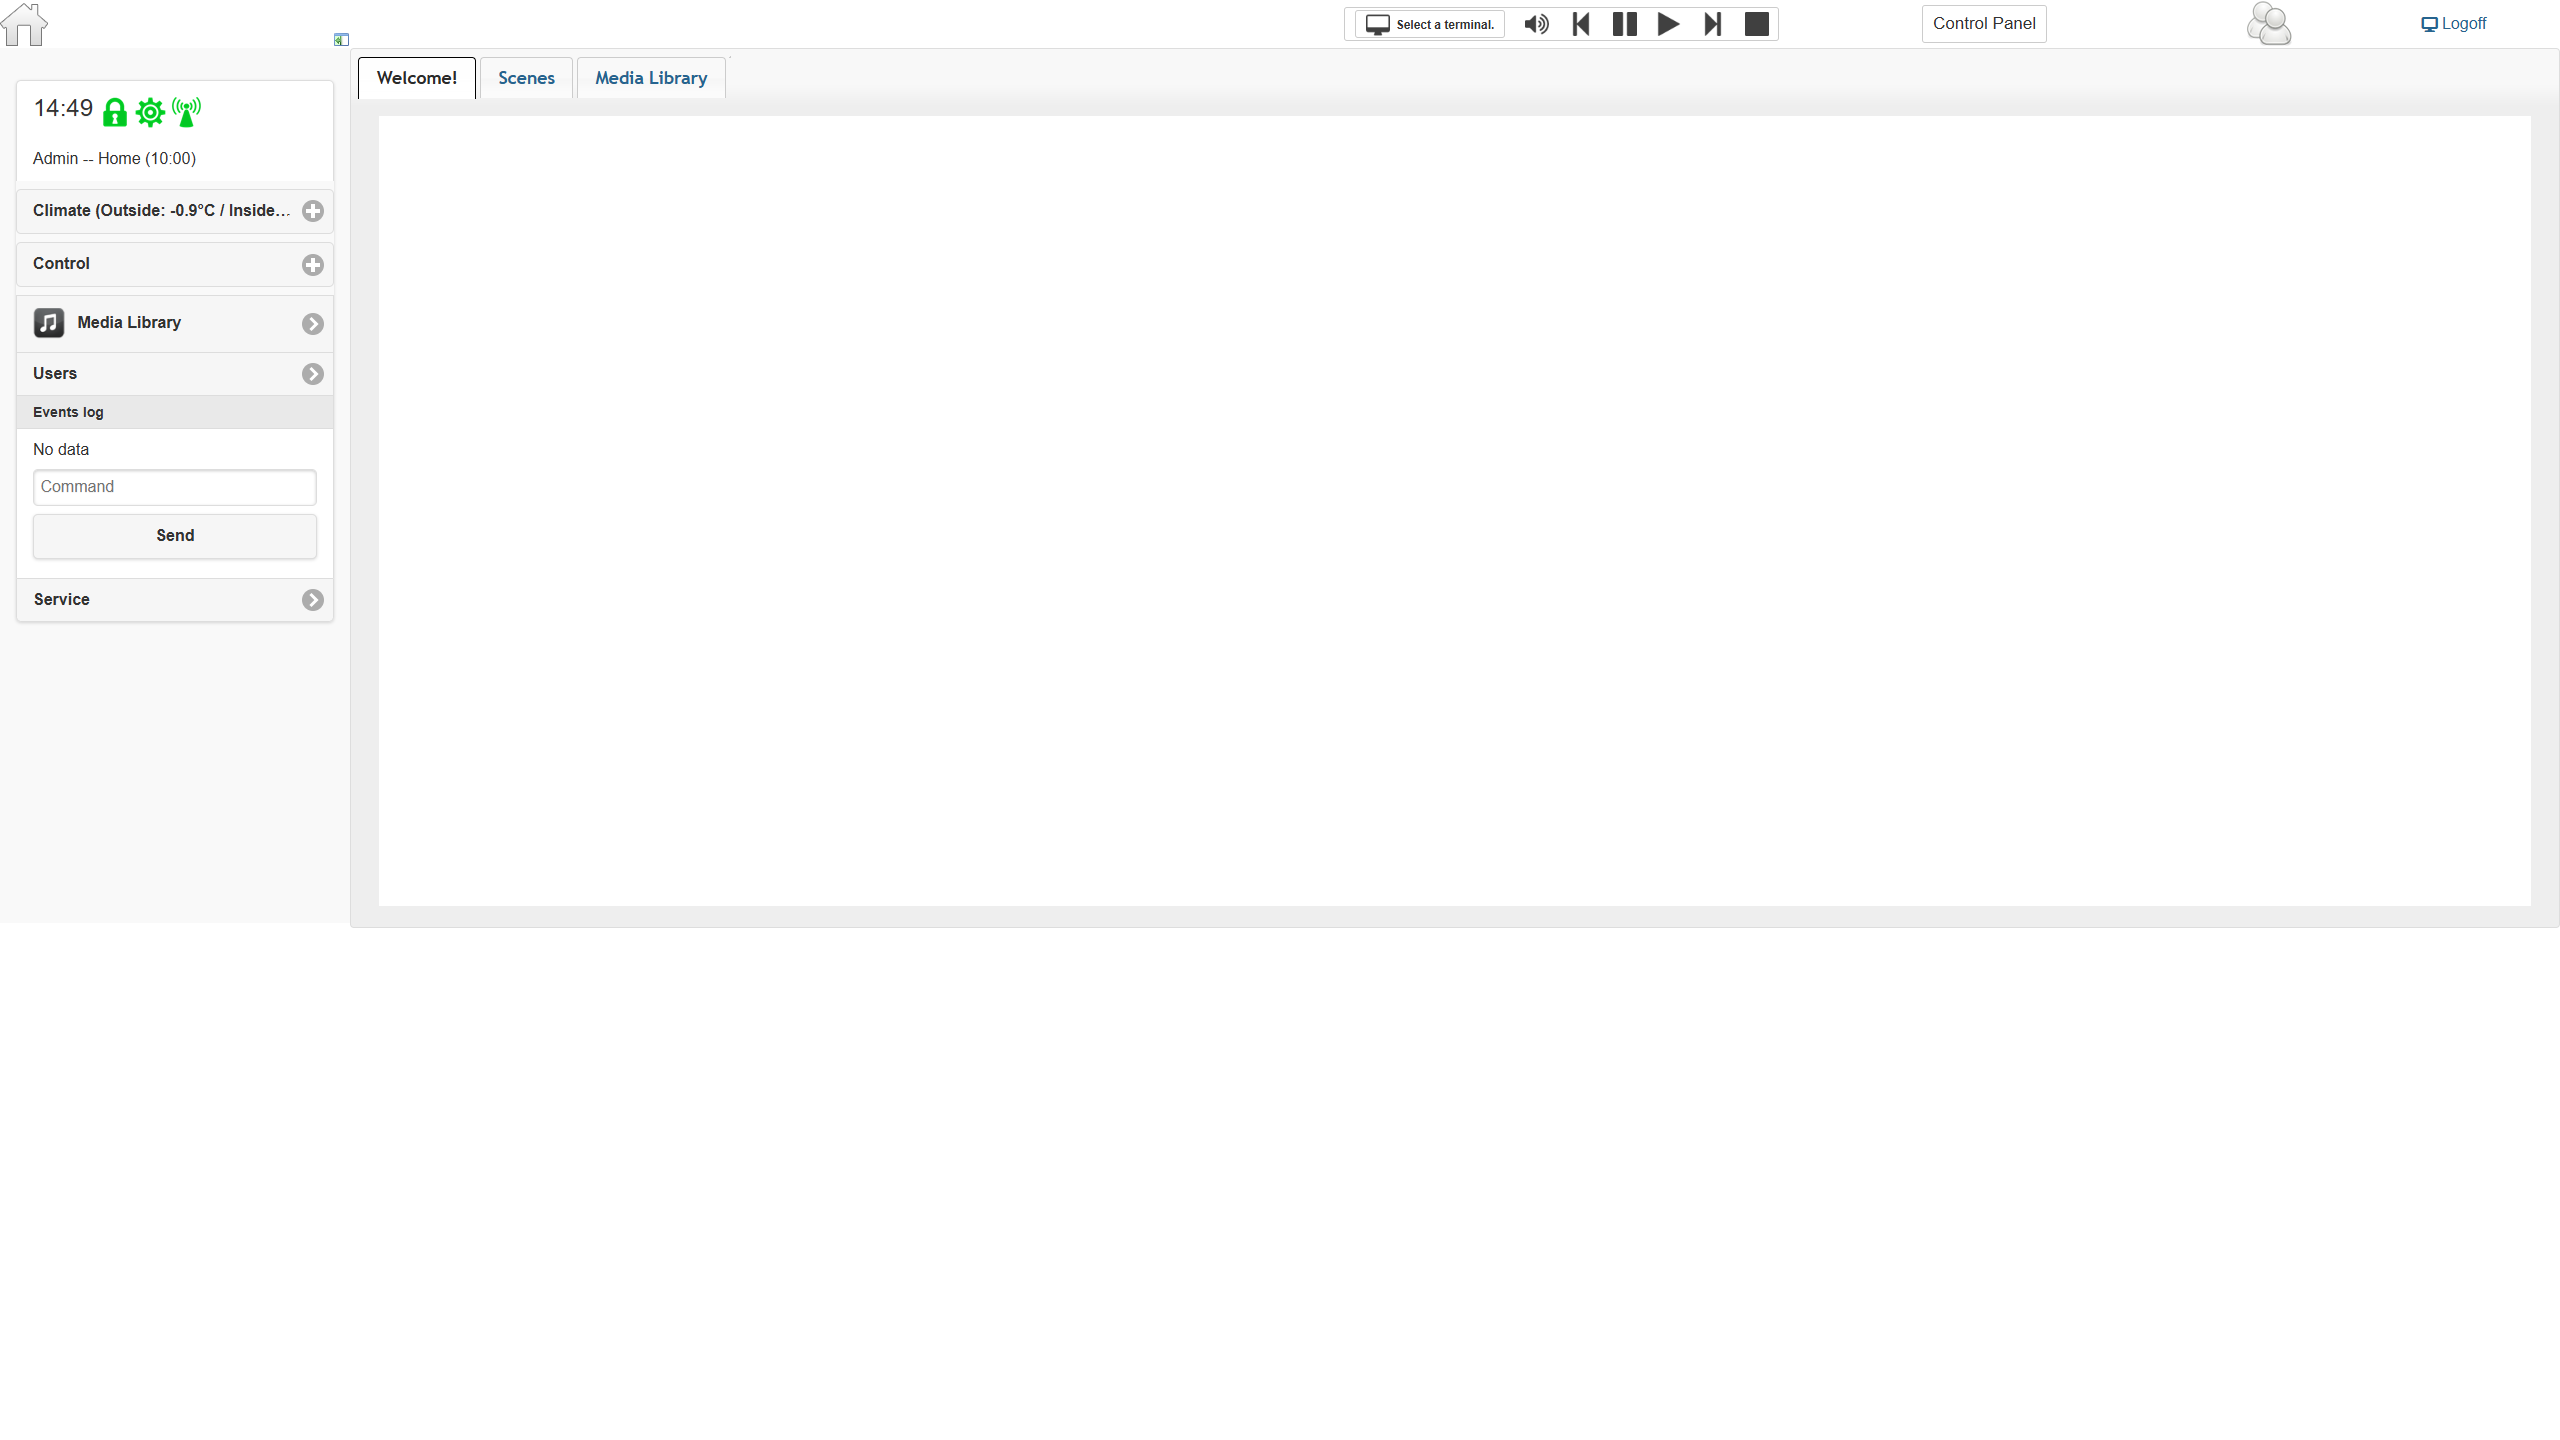 Select a terminal.
Control Panel
Logoff
Welcome!
Scenes
Media Library
14:49
Admin -- Home (10:00)
Climate (Outside: -0.9°C / Inside...
Control
Media Library
Users
Events log
No data
Command
Send
Service